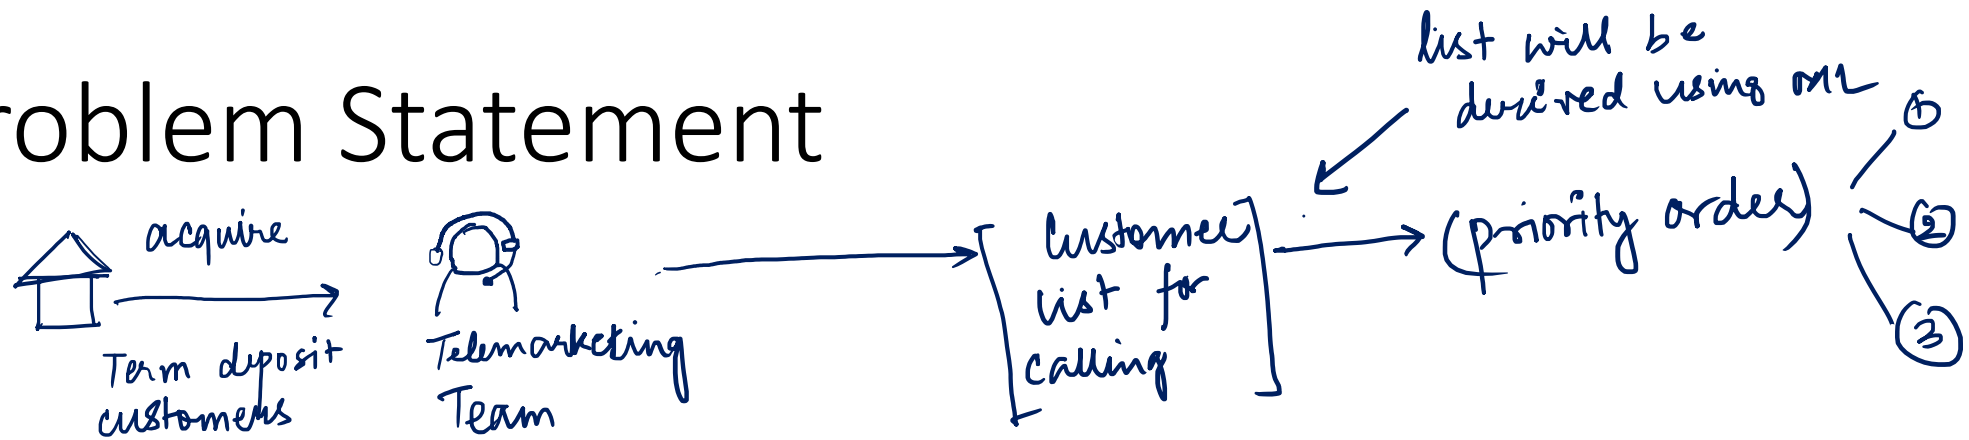 roblem Statement
list will be
derived using ML
acquire
Term deposit
customers
Telemarketing
Team
Customer
list for
calling
(priority order)
1
2
3